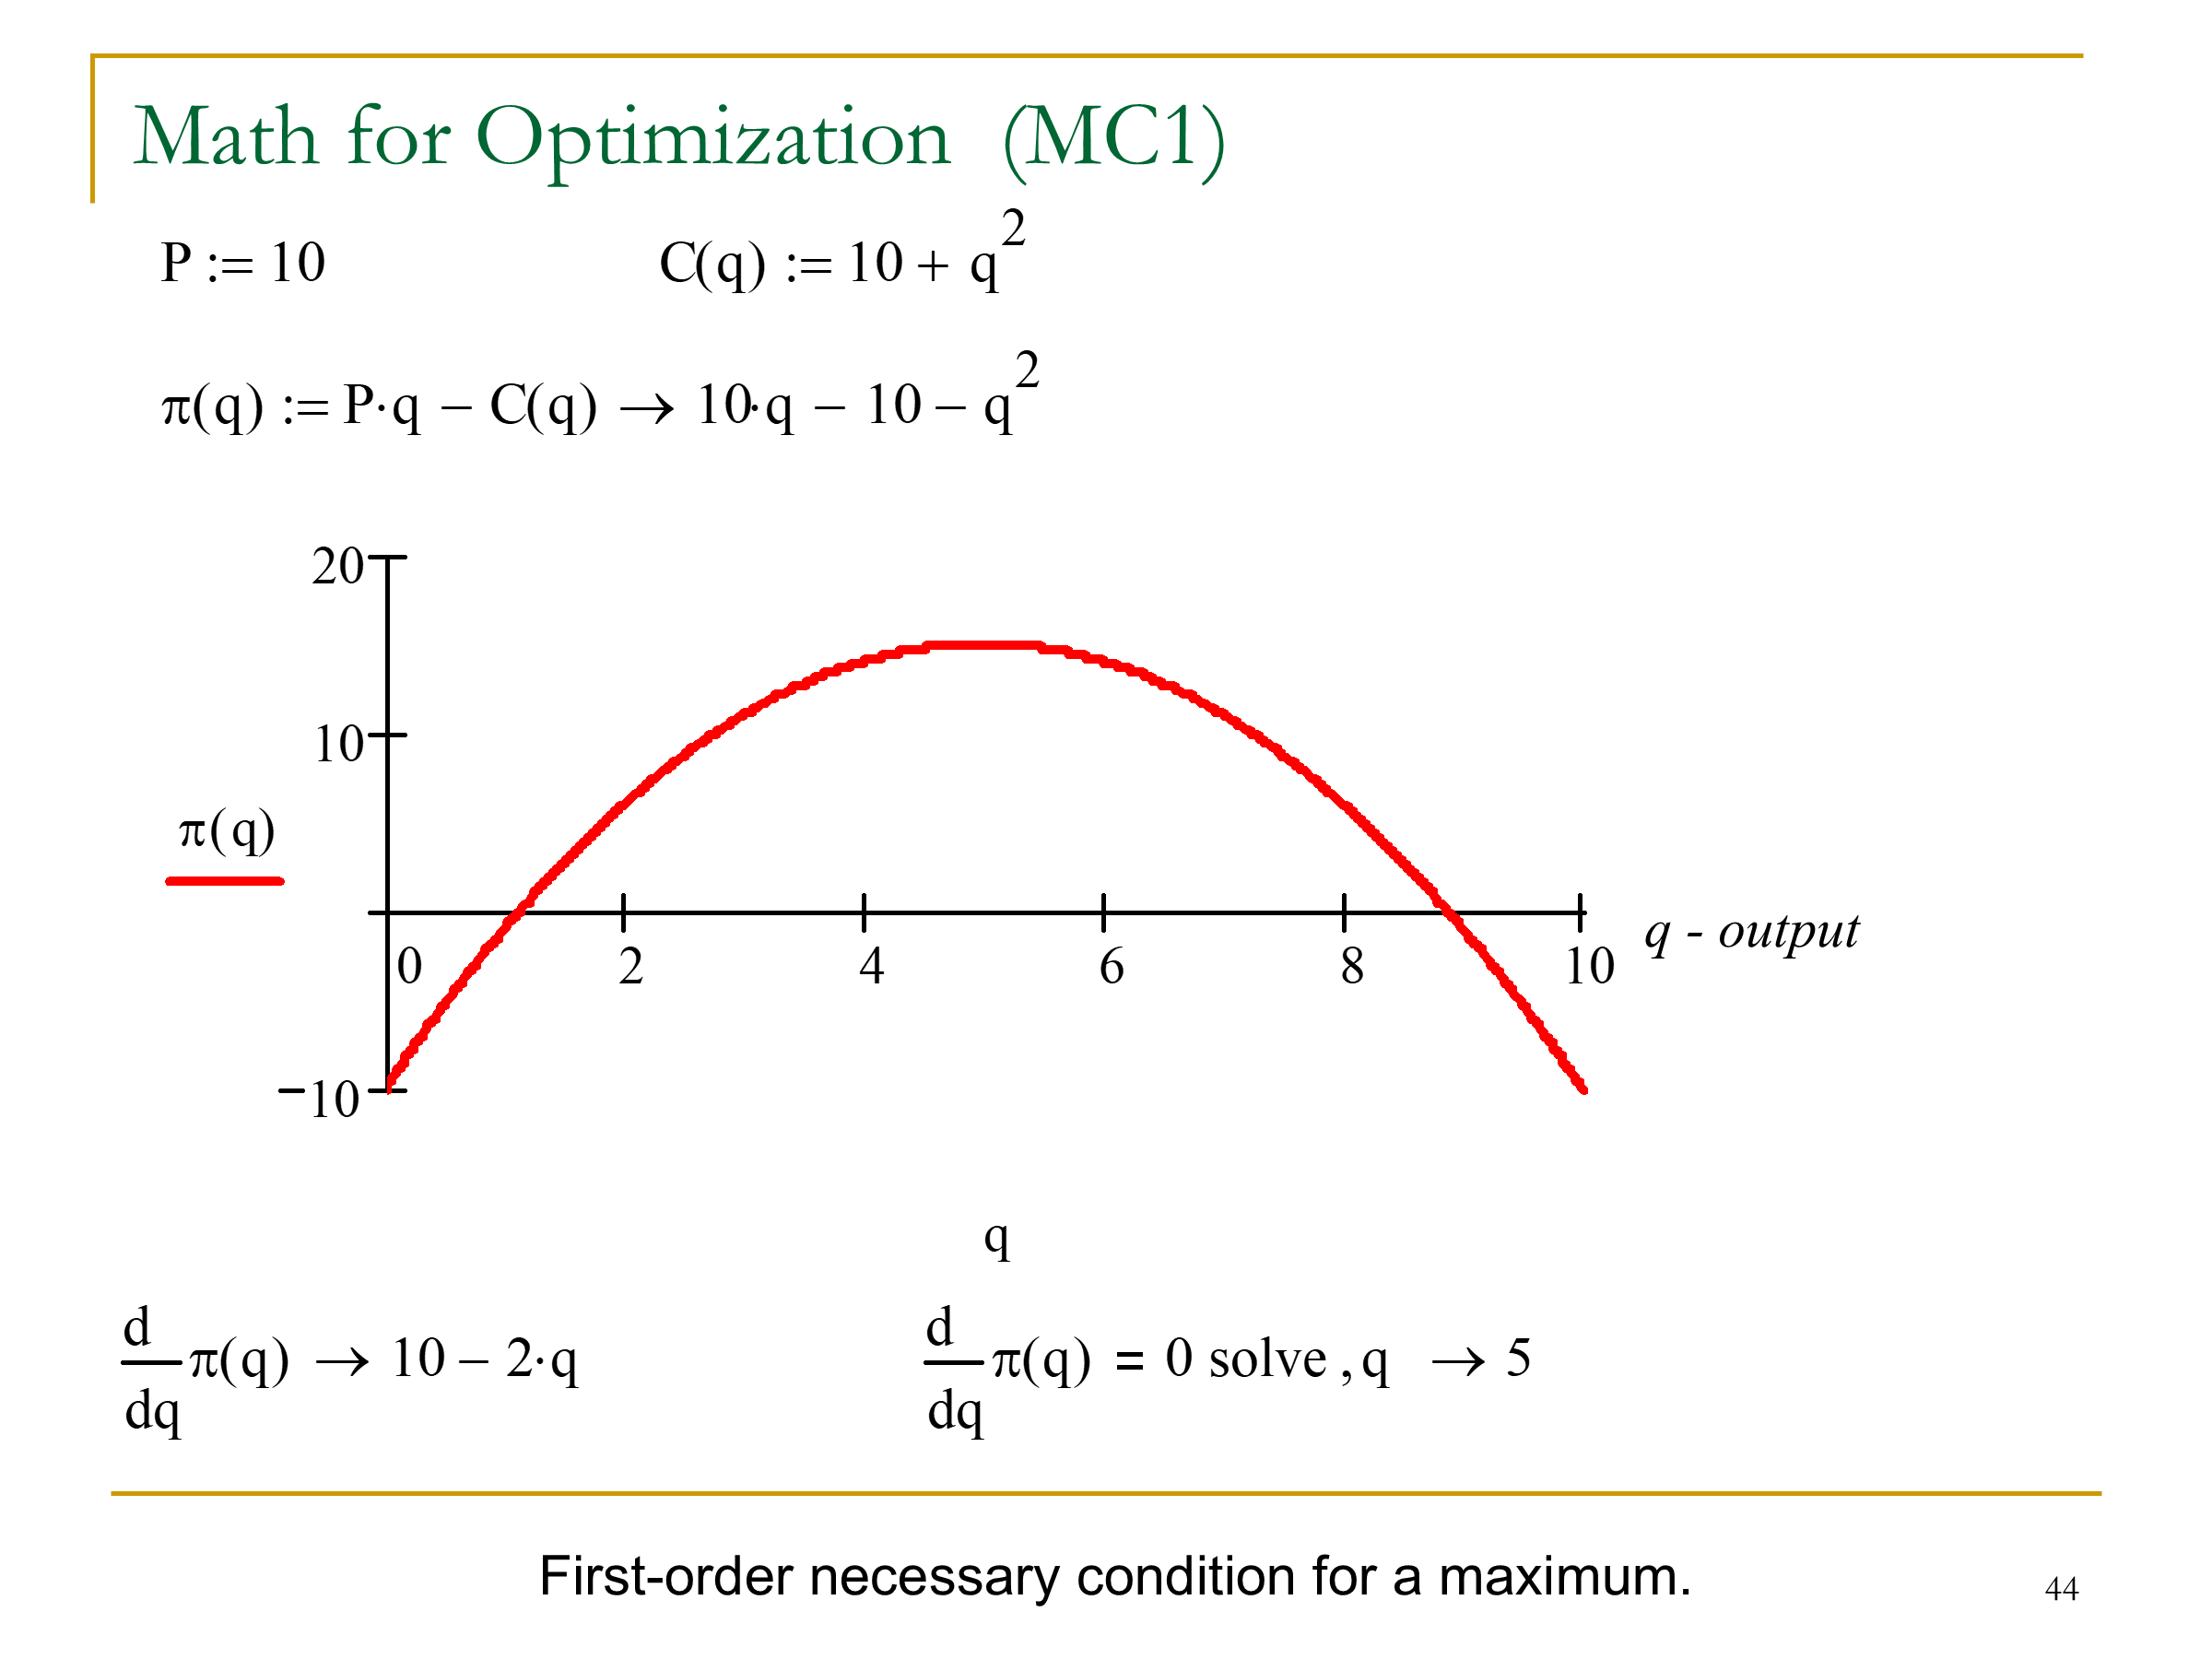 Math for Optimization (MC1)
P := 10 C(q) := 10 + q²
π(q) := P·q − C(q) → 10·q − 10 − q²
20
10
π(q)
0 2 4 6 8 10 q - output
−10
q
d/dq π(q) → 10 − 2·q d/dq π(q) = 0 solve , q → 5
First-order necessary condition for a maximum.
44